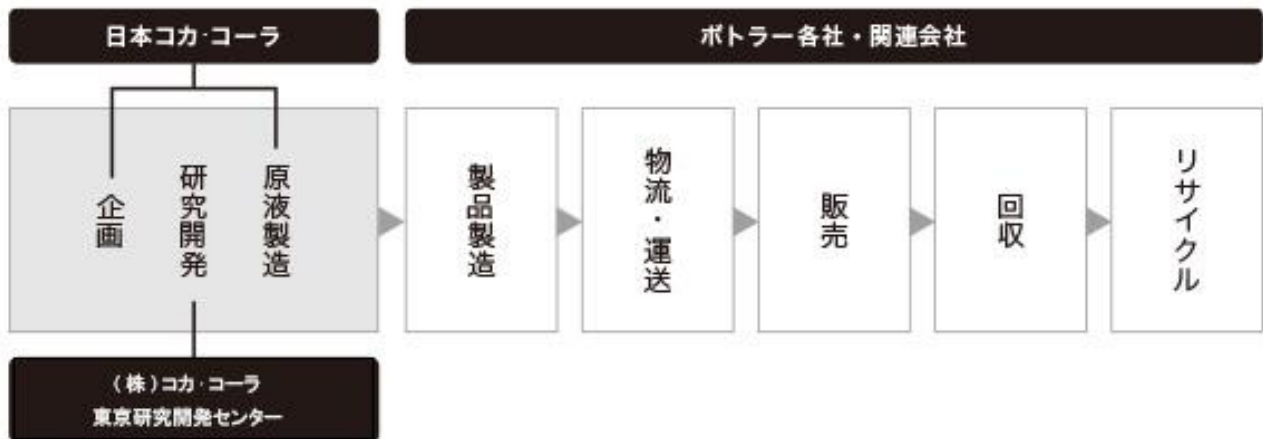 日本コカ·コーラ
ボトラー各社・関連会社
企画
研究開発
原液製造
製品製造
物流・運送
販売
回収
リサイクル
(株)コカ·コーラ
東京研究開発センター